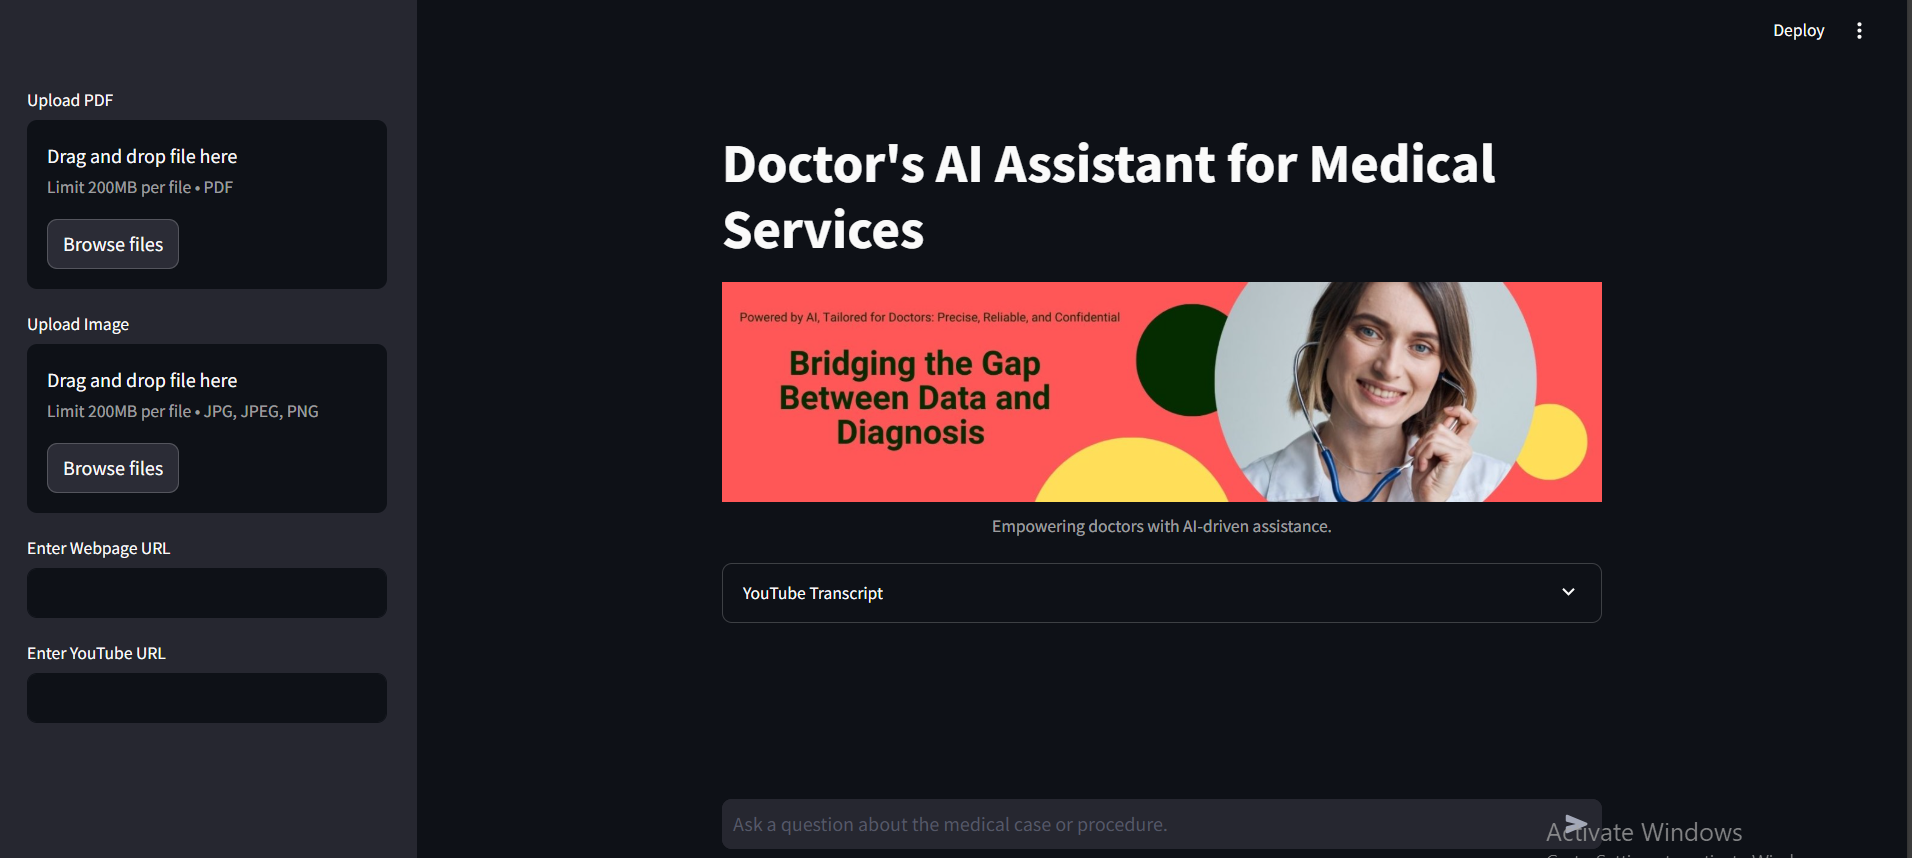 Deploy
Upload PDF
Drag and drop file here
Limit 200MB per file • PDF
Browse files
Upload Image
Drag and drop file here
Limit 200MB per file • JPG, JPEG, PNG
Browse files
Enter Webpage URL
Enter YouTube URL
Doctor's AI Assistant for Medical
Services
Powered by AI, Tailored for Doctors: Precise, Reliable, and Confidential
Bridging the Gap
Between Data and
Diagnosis
Empowering doctors with AI-driven assistance.
YouTube Transcript
Ask a question about the medical case or procedure.
Activate Windows